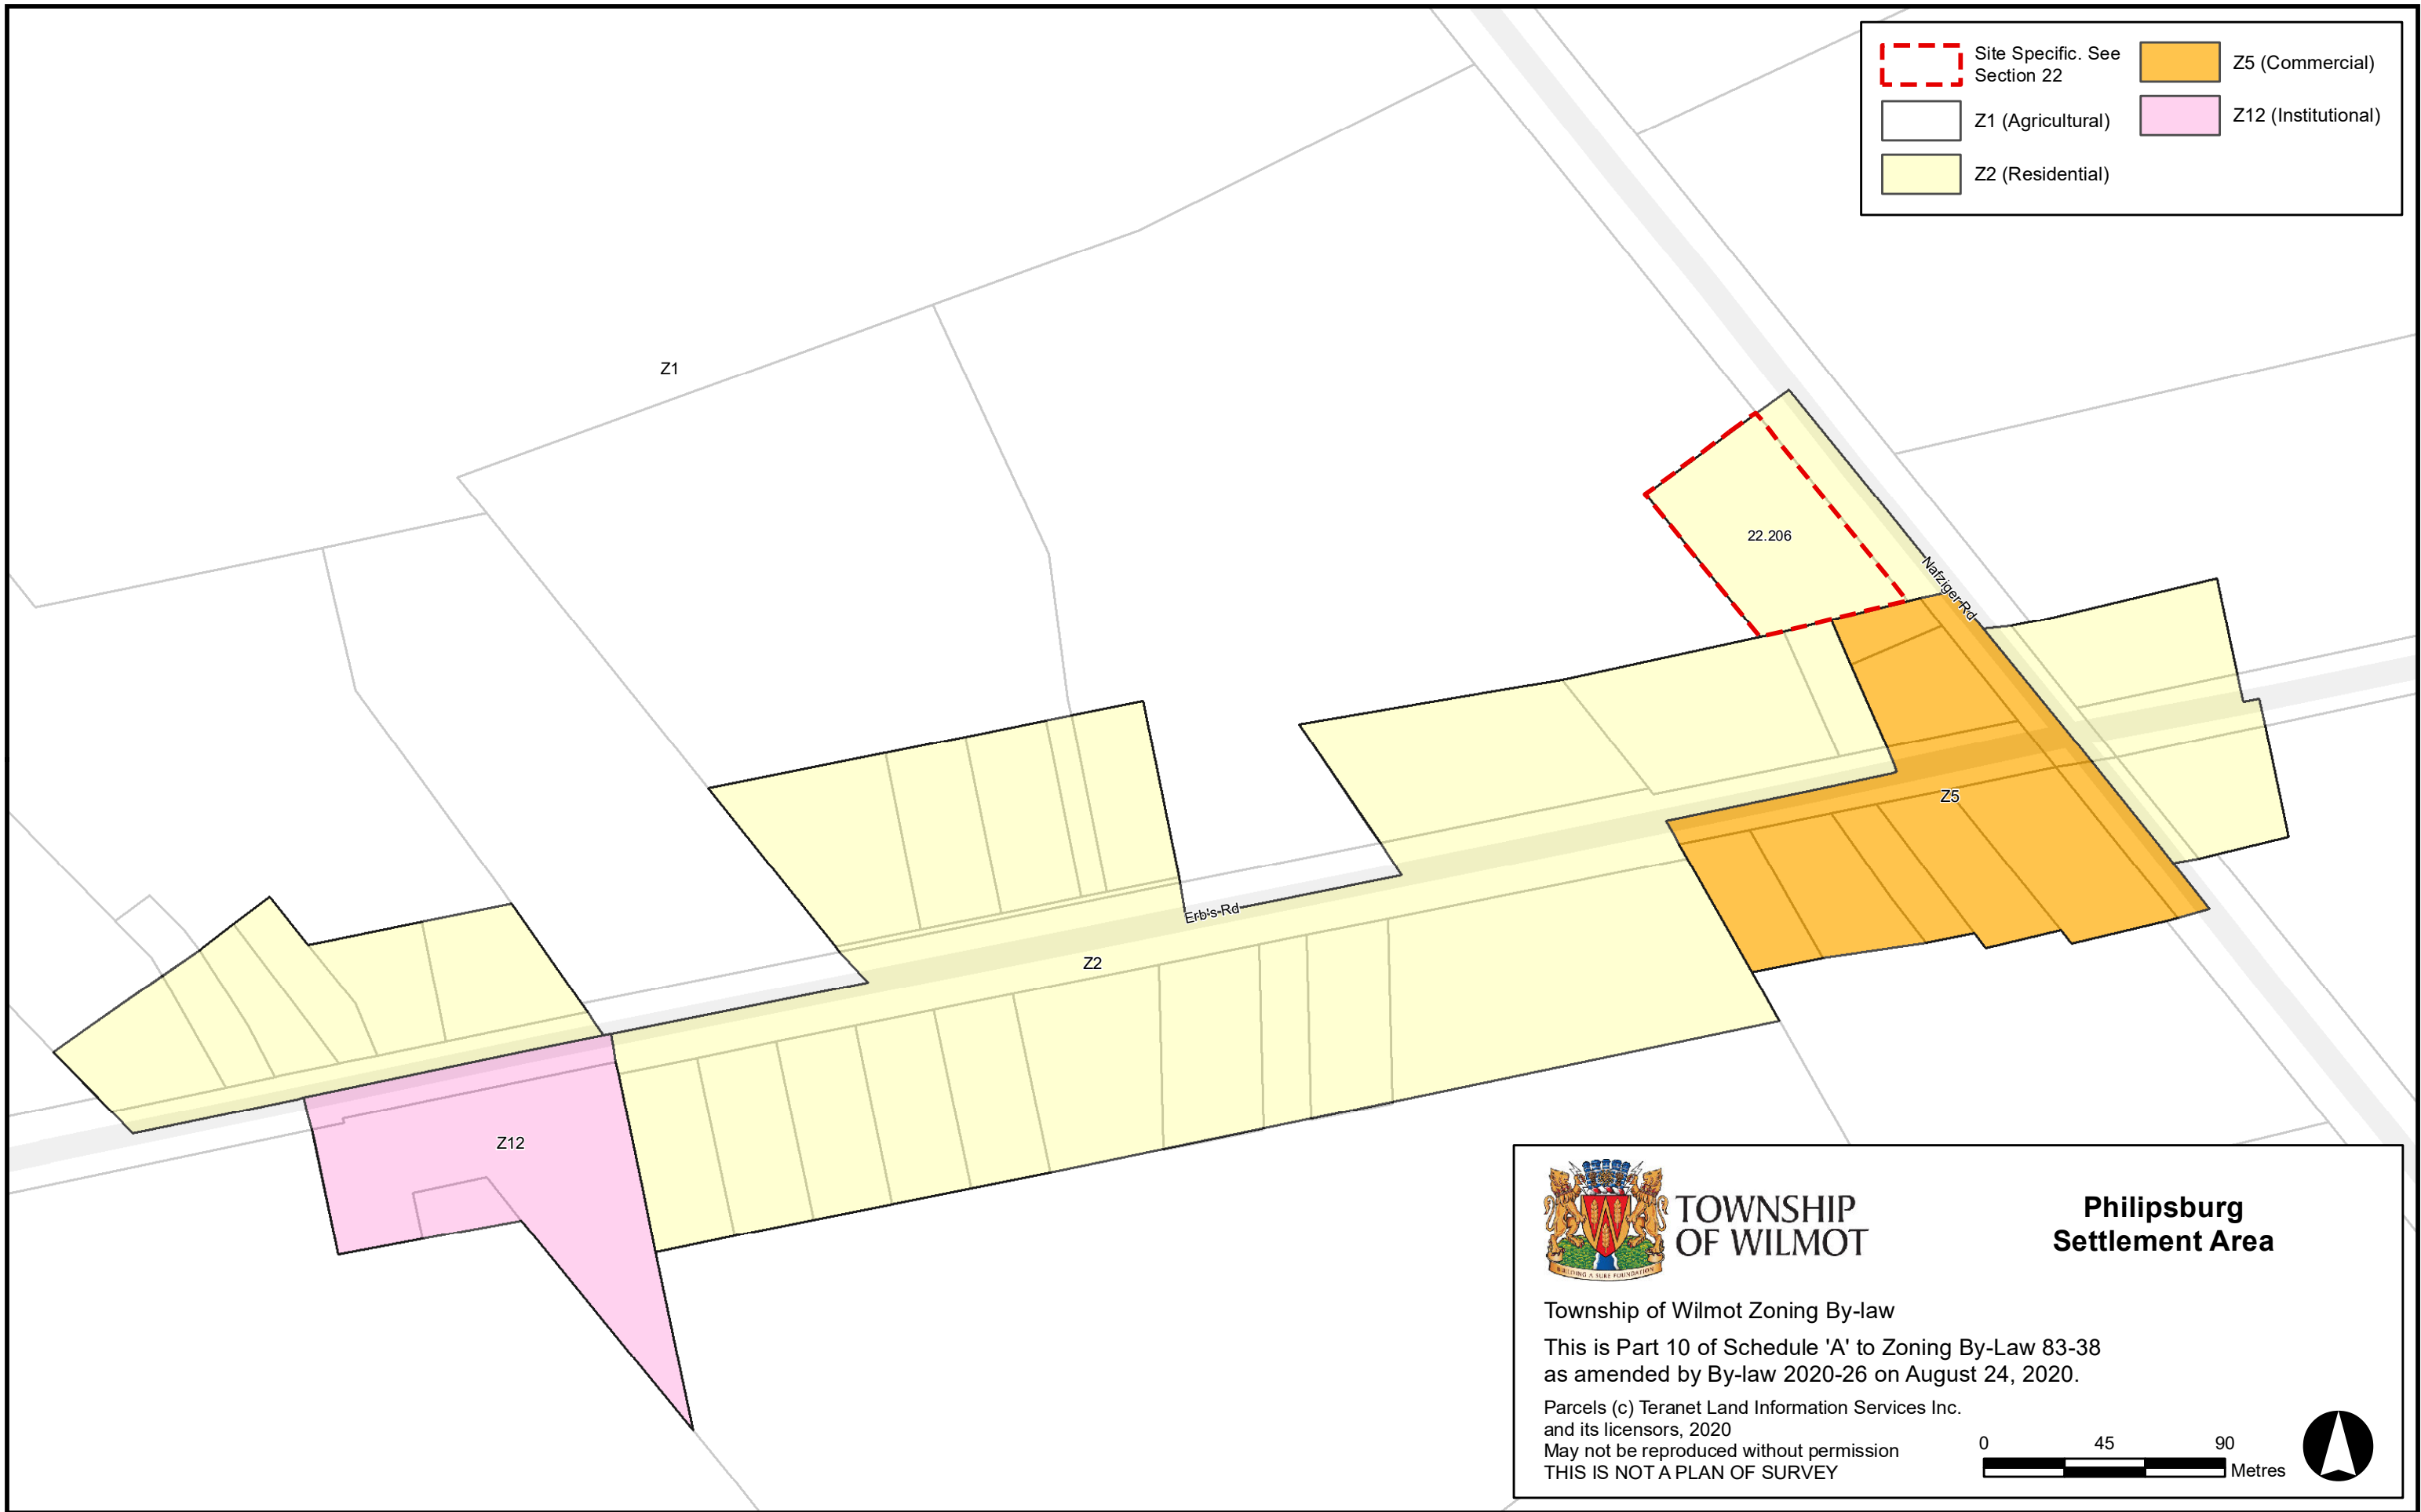 Site Specific. See
Section 22
Z1 (Agricultural)
Z2 (Residential)
Z5 (Commercial)
Z12 (Institutional)
Z1
22.206
Nafziger Rd
Z5
Erb's Rd
Z2
Z12
BUILDING A SURE FOUNDATION
TOWNSHIP
OF WILMOT
Philipsburg
Settlement Area
Township of Wilmot Zoning By-law
This is Part 10 of Schedule 'A' to Zoning By-Law 83-38
as amended by By-law 2020-26 on August 24, 2020.
Parcels (c) Teranet Land Information Services Inc.
and its licensors, 2020
May not be reproduced without permission
THIS IS NOT A PLAN OF SURVEY
0 45 90
Metres